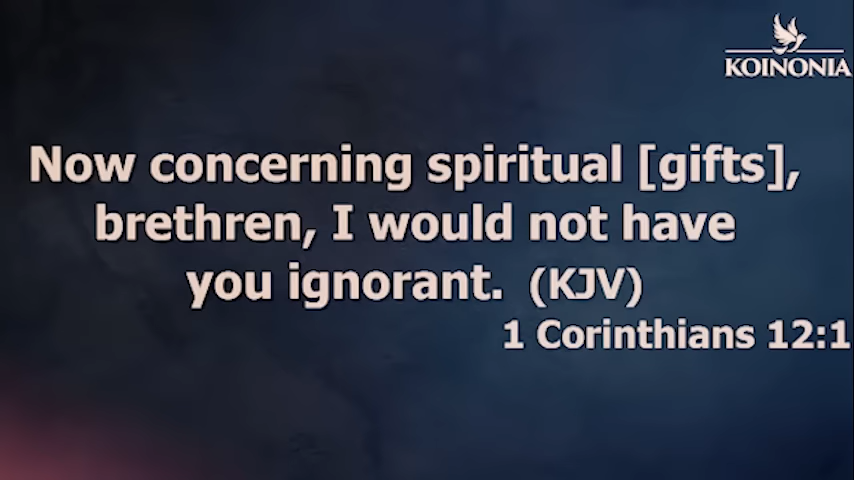 KOINONIA
Now concerning spiritual [gifts],
brethren, I would not have
you ignorant. (KJV)
1 Corinthians 12:1